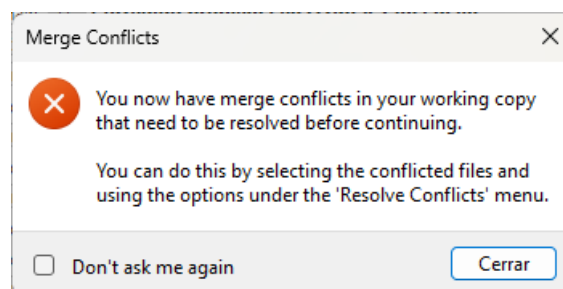 Merge Conflicts
You now have merge conflicts in your working copy
that need to be resolved before continuing.
You can do this by selecting the conflicted files and
using the options under the 'Resolve Conflicts' menu.
Don't ask me again
Cerrar